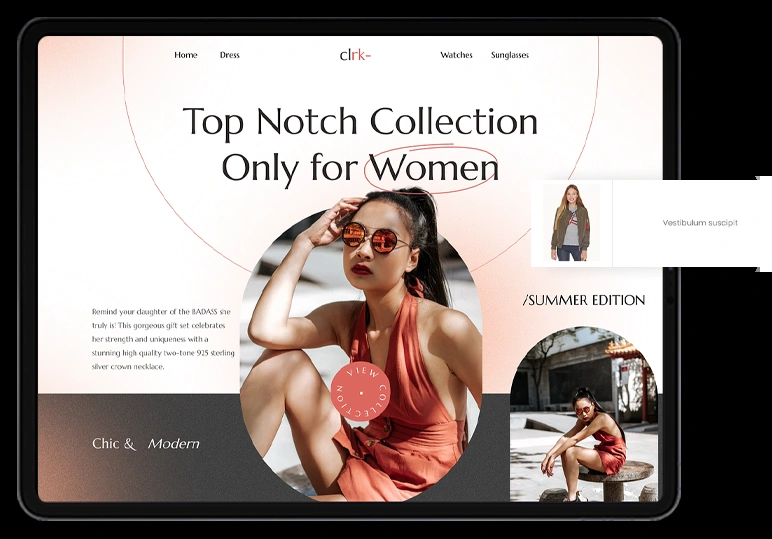 Home Dress clrk- Watches Sunglasses
Top Notch Collection
Only for Women
Vestibulum suscipit
/SUMMER EDITION
Remind your daughter of the BADASS she
truly is! This gorgeous gift set celebrates
her strength and uniqueness with a
stunning high quality two-tone 925 sterling
silver crown necklace.
VIEW COLLECTION
Chic & Modern